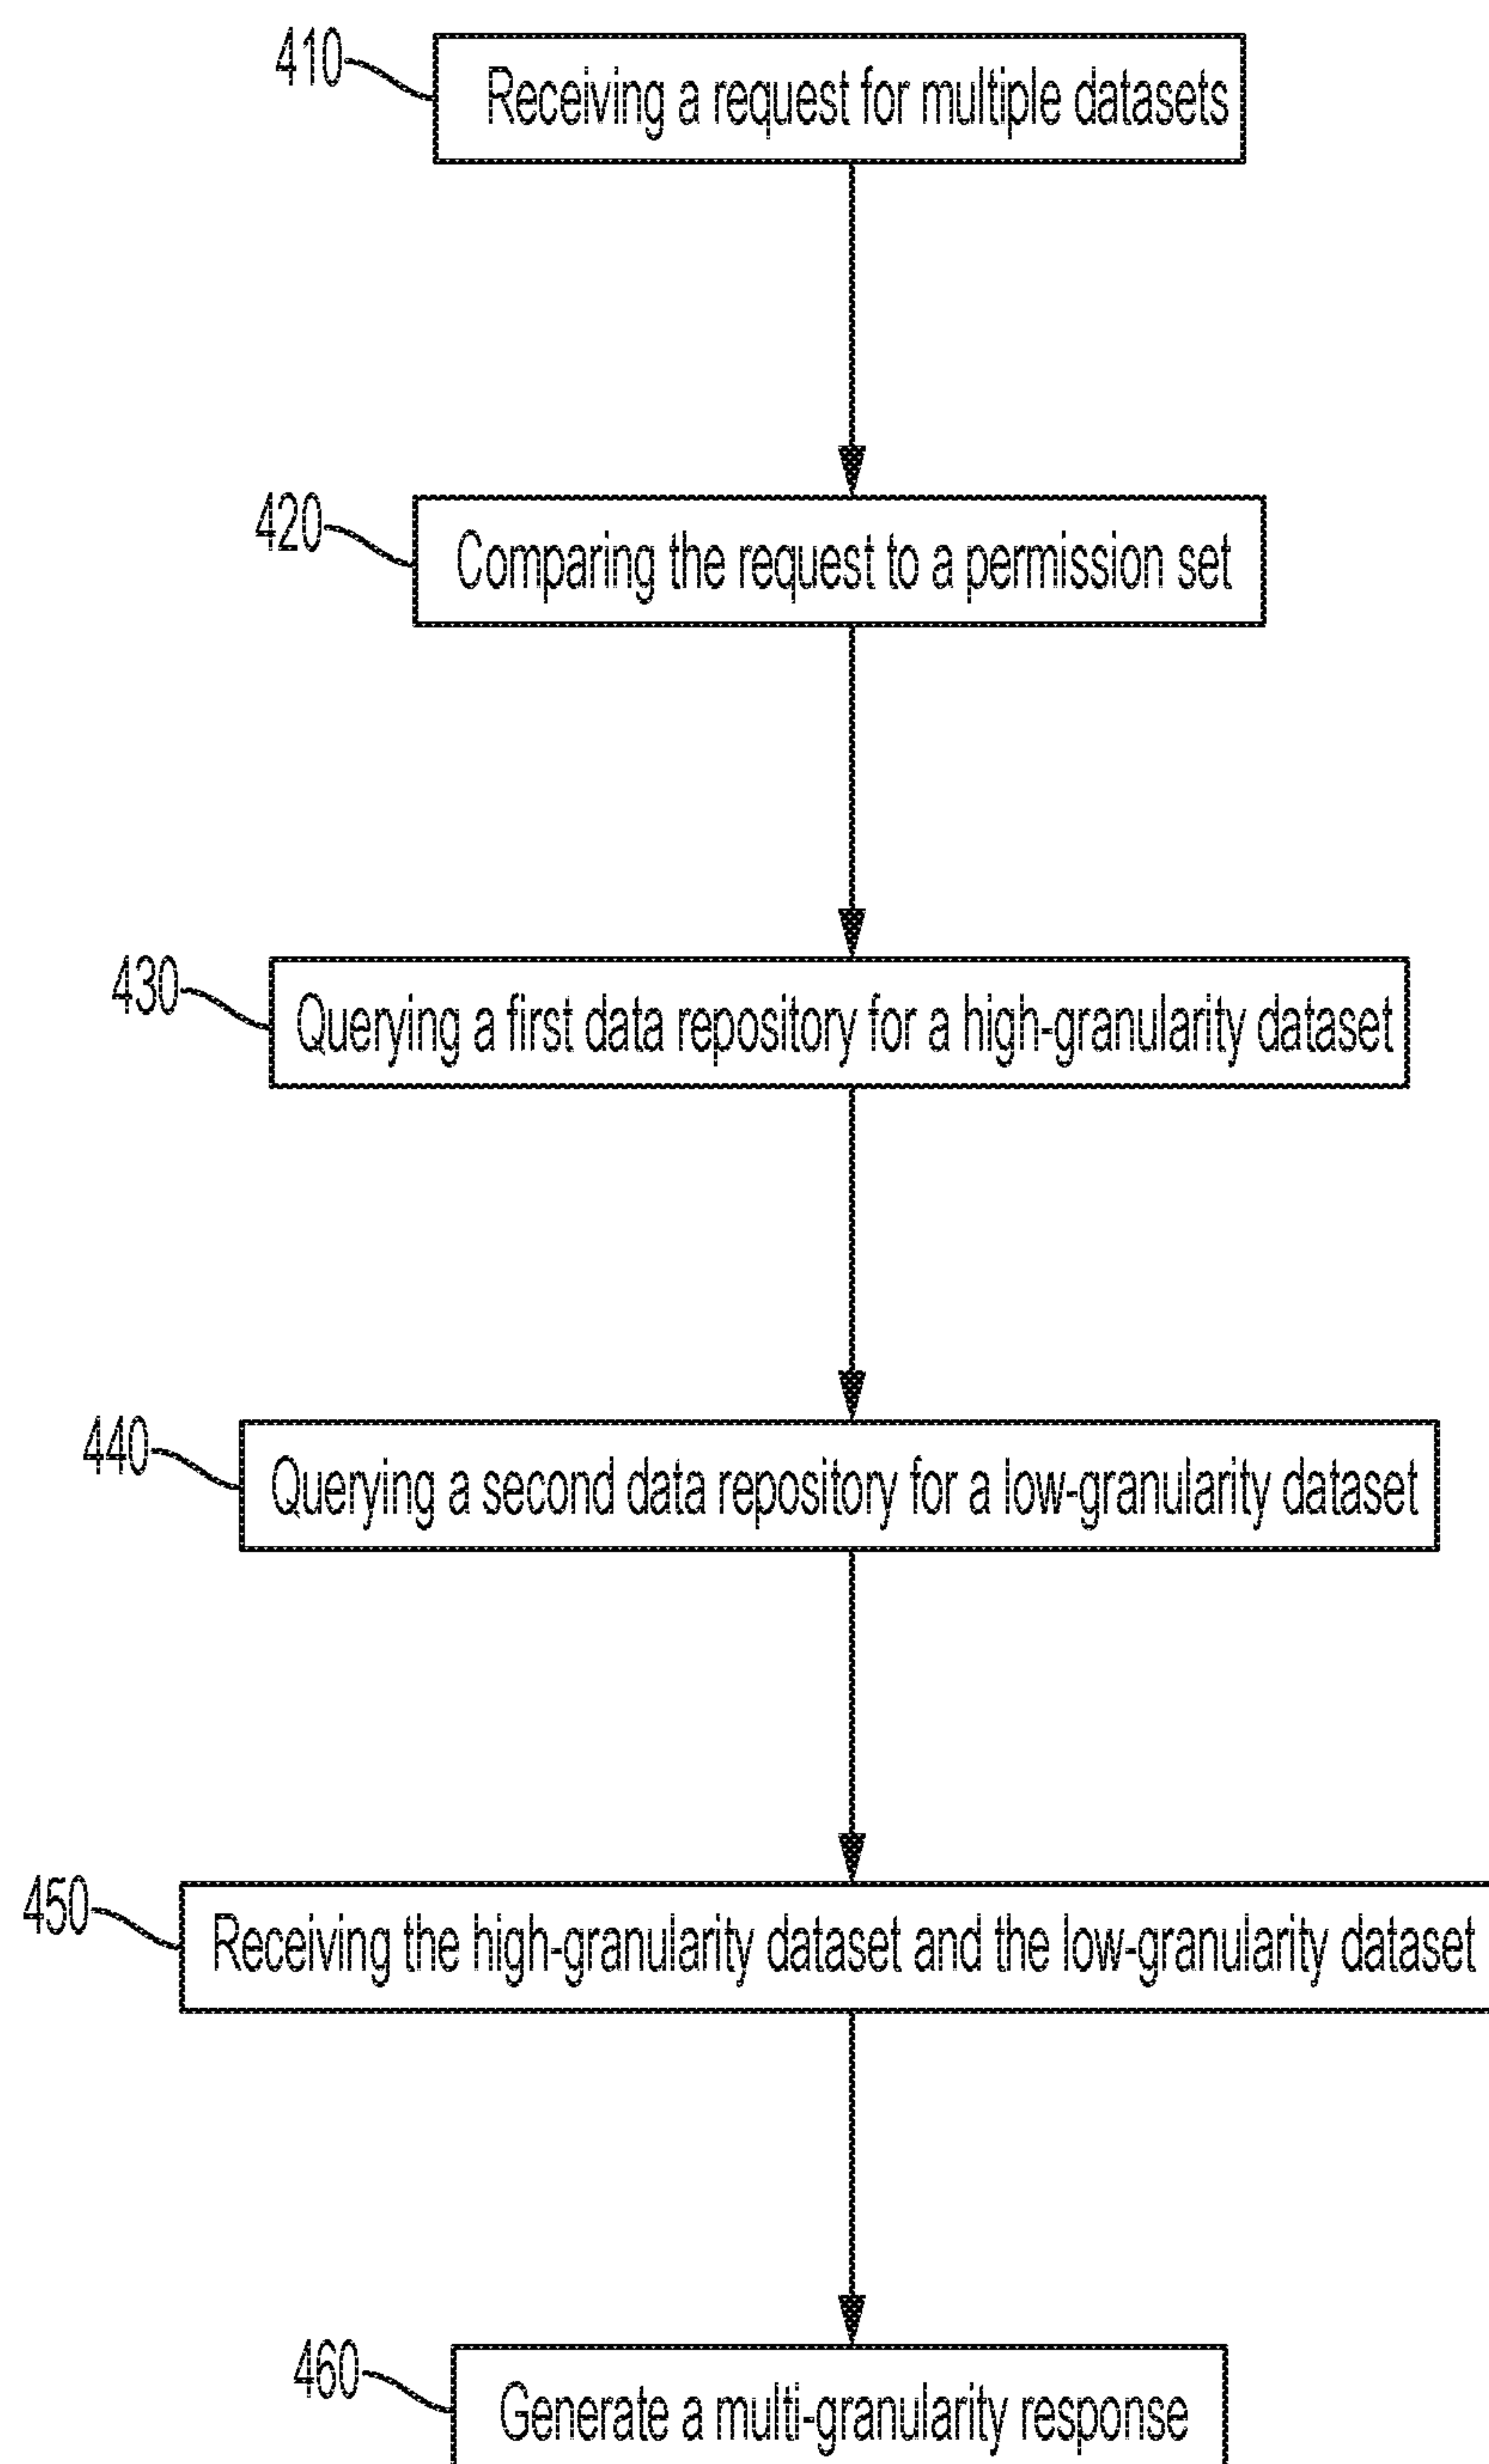 410
Receiving a request for multiple datasets
420
Comparing the request to a permission set
430
Querying a first data repository for a high-granularity dataset
440
Querying a second data repository for a low-granularity dataset
450
Receiving the high-granularity dataset and the low-granularity dataset
460
Generate a multi-granularity response